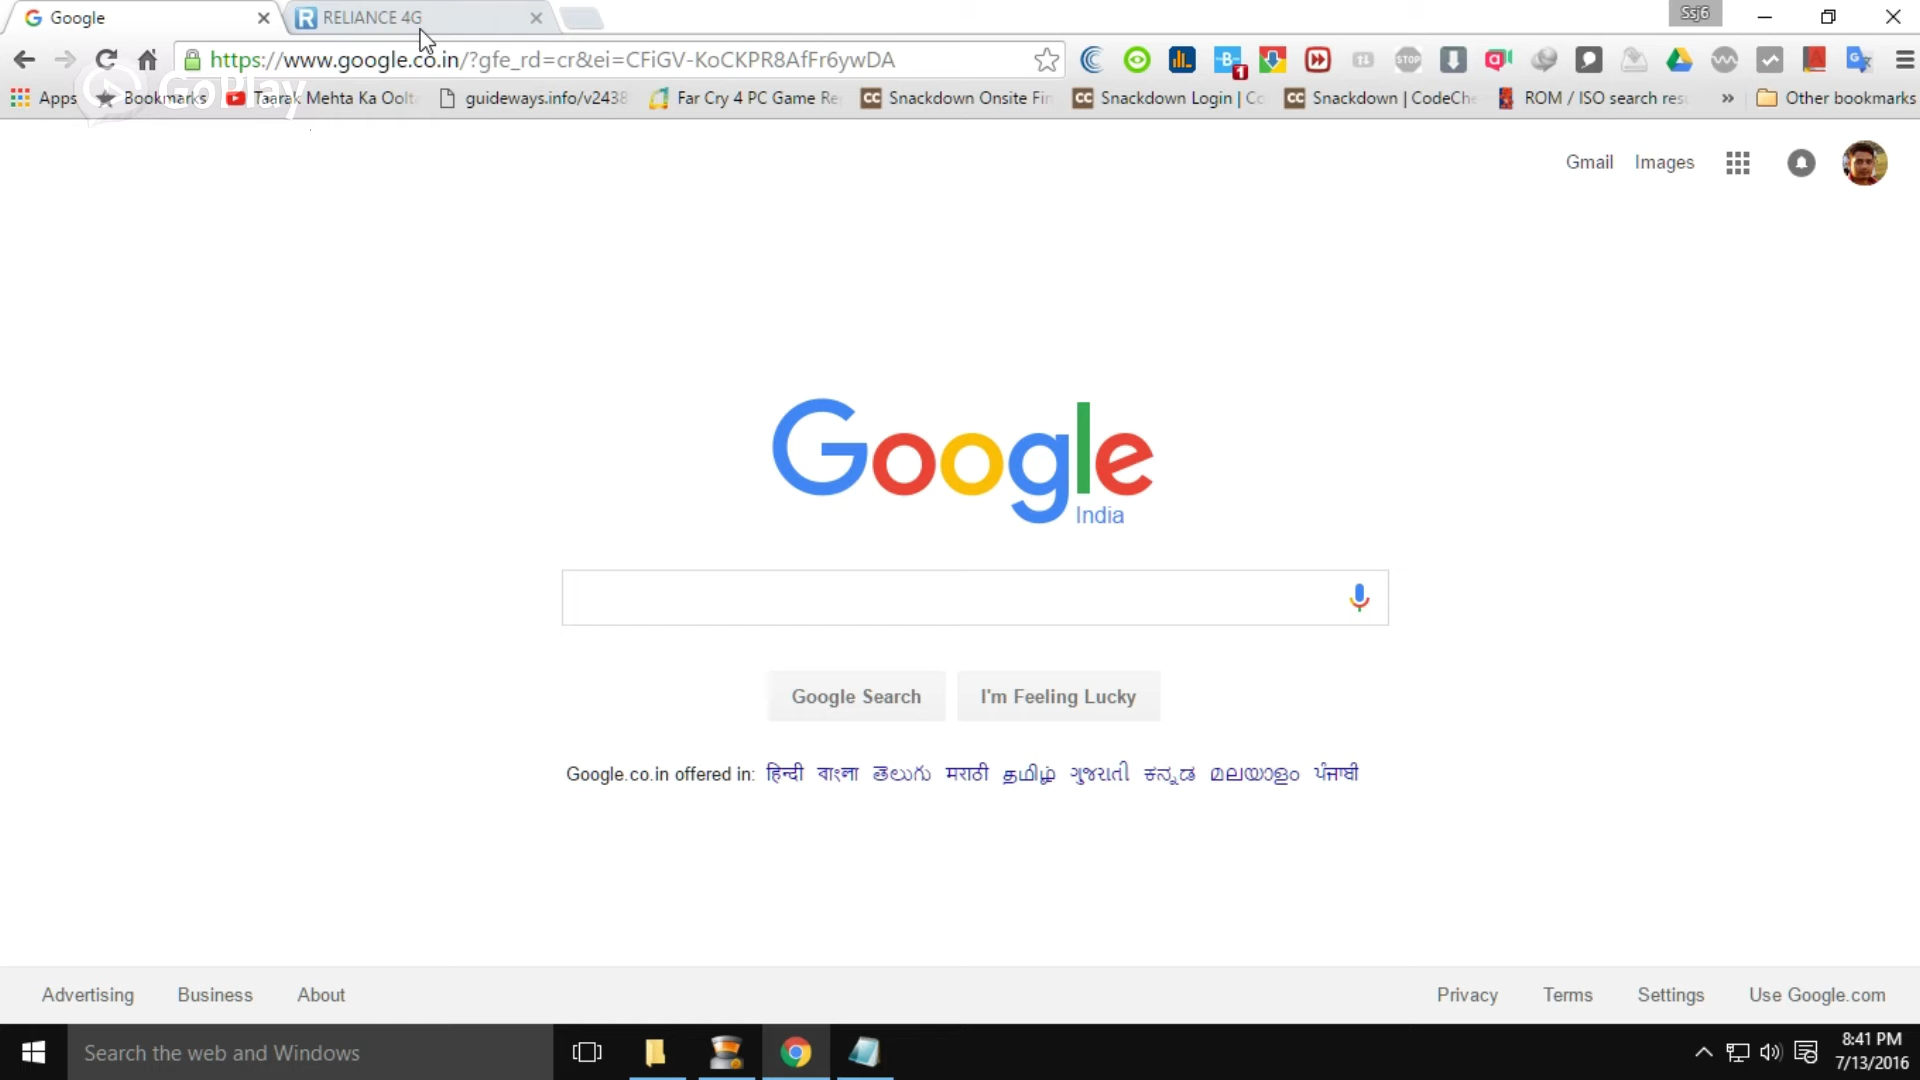 Google
RELIANCE 4G
Ssj6
https://www.google.co.in/?gfe_rd=cr&ei=CFiGV-KoCKPR8AfFr6ywDA
STOP
GoPlay
Apps
Bookmarks
Taarak Mehta Ka Oolt
guideways.info/v2438
Far Cry 4 PC Game Re
Snackdown Onsite Fin
Snackdown Login | Co
Snackdown | CodeChe
ROM / ISO search res
»
Other bookmarks
Gmail
Images
Google
India
Google Search
I'm Feeling Lucky
Google.co.in offered in: हिन्दी বাংলা తెలుగు मराठी தமிழ் ગુજરાતી ಕನ್ನಡ മലയാളം ਪੰਜਾਬੀ
Advertising
Business
About
Privacy
Terms
Settings
Use Google.com
Search the web and Windows
8:41 PM
7/13/2016